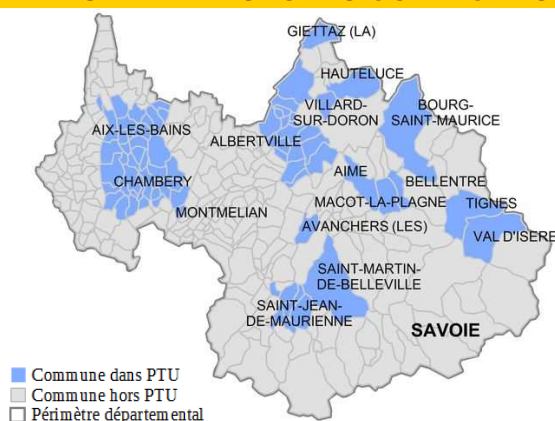 GIETTAZ (LA)
HAUTELUCE
VILLARD-
SUR-DORON
BOURG-
SAINT-MAURICE
AIX-LES-BAINS
ALBERTVILLE
AIME
CHAMBERY
BELLENTRE
MACOT-LA-PLAGNE
TIGNES
MONTMELIAN
AVANCHERS (LES)
VAL D'ISERE
SAINT-MARTIN-
DE-BELLEVILLE
SAINT-JEAN-
DE-MAURIENNE
SAVOIE
Commune dans PTU
Commune hors PTU
Périmètre départemental